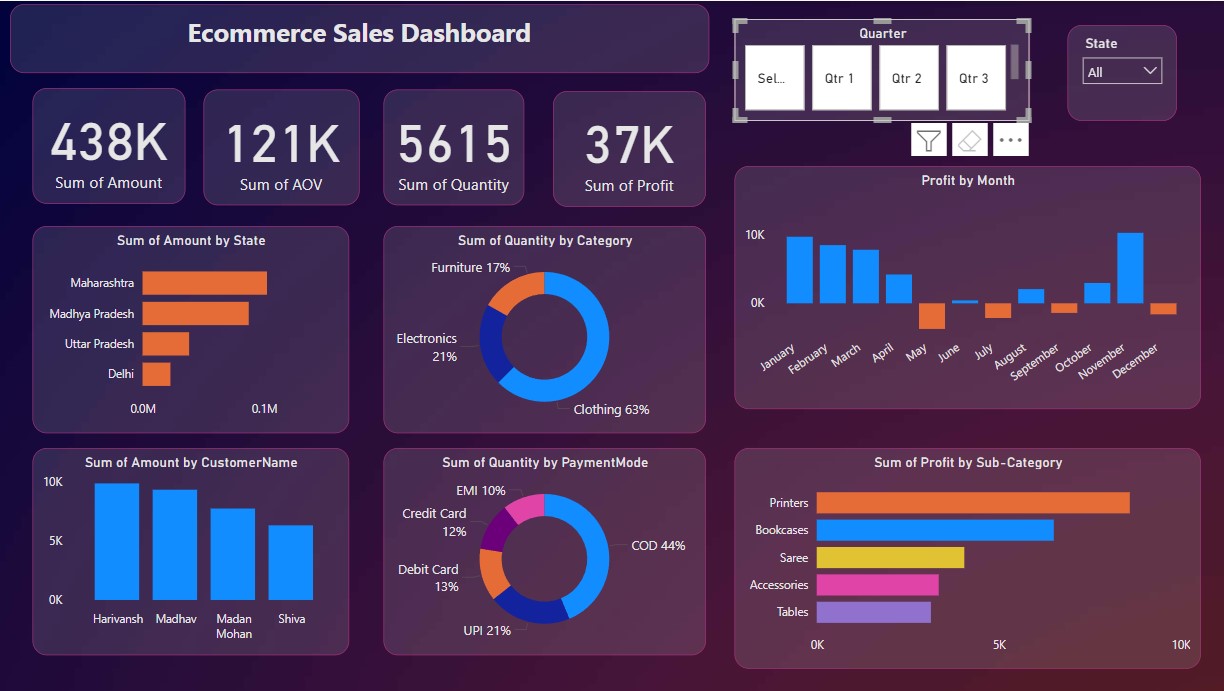 Ecommerce Sales Dashboard
Quarter
Sel...
Qtr 1
Qtr 2
Qtr 3
State
All
438K
Sum of Amount
121K
Sum of AOV
5615
Sum of Quantity
37K
Sum of Profit
Sum of Amount by State
Maharashtra
Madhya Pradesh
Uttar Pradesh
Delhi
0.0M
0.1M
Sum of Quantity by Category
Furniture 17%
Electronics
21%
Clothing 63%
Profit by Month
10K
0K
January
February
March
April
May
June
July
August
September
October
November
December
Sum of Amount by CustomerName
10K
5K
0K
Harivansh
Madhav
Madan
Mohan
Shiva
Sum of Quantity by PaymentMode
EMI 10%
Credit Card
12%
Debit Card
13%
UPI 21%
COD 44%
Sum of Profit by Sub-Category
Printers
Bookcases
Saree
Accessories
Tables
0K
5K
10K